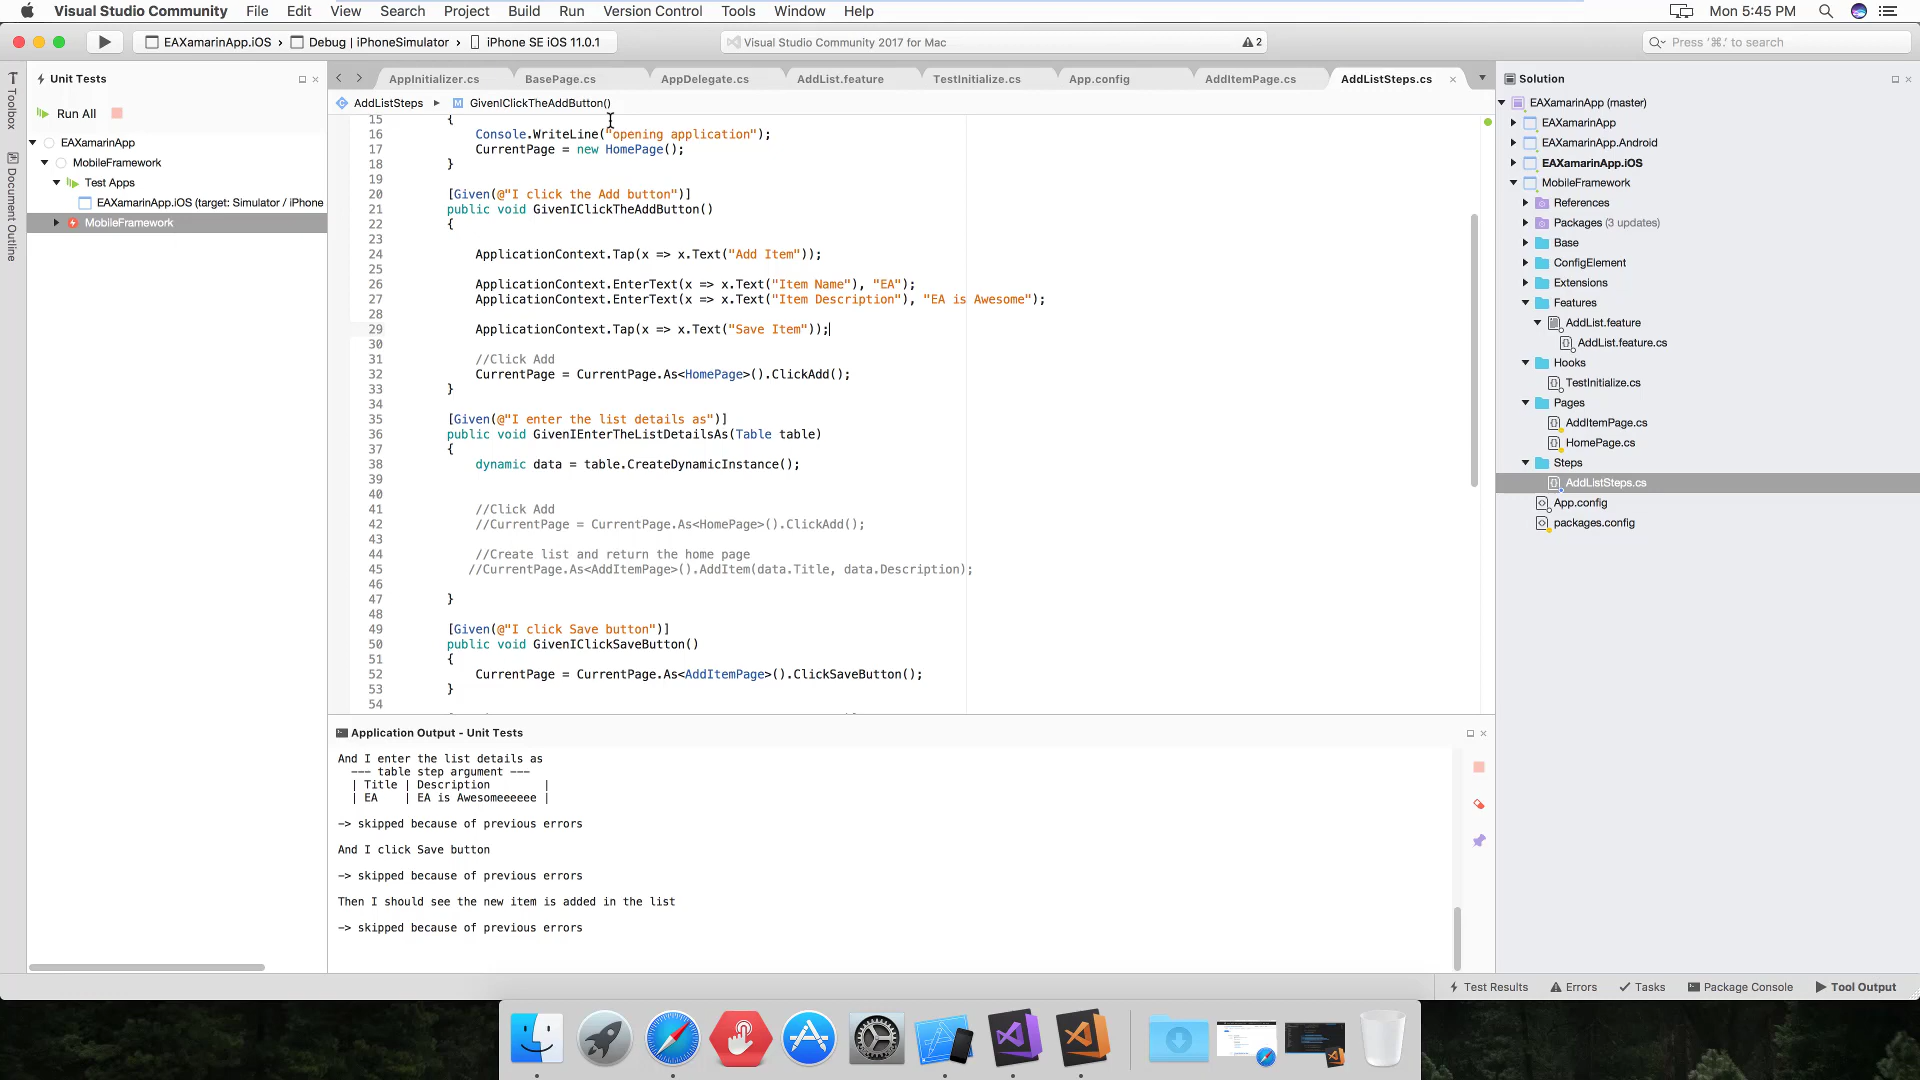 Visual Studio Community File Edit View Search Project Build Run Version Control Tools Window Help Mon 5:45 PM
EAXamarinApp.iOS Debug | iPhoneSimulator iPhone SE iOS 11.0.1 Visual Studio Community 2017 for Mac 2 Press '⌘.' to search
Unit Tests
Run All
EAXamarinApp
MobileFramework
Test Apps
EAXamarinApp.iOS (target: Simulator / iPhone
MobileFramework
Toolbox
Document Outline
AppInitializer.cs BasePage.cs AppDelegate.cs AddList.feature TestInitialize.cs App.config AddItemPage.cs AddListSteps.cs
AddListSteps GivenIClickTheAddButton()
15 {
16 Console.WriteLine("opening application");
17 CurrentPage = new HomePage();
18 }
19
20 [Given(@"I click the Add button")]
21 public void GivenIClickTheAddButton()
22 {
23
24 ApplicationContext.Tap(x => x.Text("Add Item"));
25
26 ApplicationContext.EnterText(x => x.Text("Item Name"), "EA");
27 ApplicationContext.EnterText(x => x.Text("Item Description"), "EA is Awesome");
28
29 ApplicationContext.Tap(x => x.Text("Save Item"));
30
31 //Click Add
32 CurrentPage = CurrentPage.As<HomePage>().ClickAdd();
33 }
34
35 [Given(@"I enter the list details as")]
36 public void GivenIEnterTheListDetailsAs(Table table)
37 {
38 dynamic data = table.CreateDynamicInstance();
39
40
41 //Click Add
42 //CurrentPage = CurrentPage.As<HomePage>().ClickAdd();
43
44 //Create list and return the home page
45 //CurrentPage.As<AddItemPage>().AddItem(data.Title, data.Description);
46
47 }
48
49 [Given(@"I click Save button")]
50 public void GivenIClickSaveButton()
51 {
52 CurrentPage = CurrentPage.As<AddItemPage>().ClickSaveButton();
53 }
54
Application Output - Unit Tests
And I enter the list details as
--- table step argument ---
| Title | Description |
| EA | EA is Awesomeeeeee |
-> skipped because of previous errors
And I click Save button
-> skipped because of previous errors
Then I should see the new item is added in the list
-> skipped because of previous errors
Solution
EAXamarinApp (master)
EAXamarinApp
EAXamarinApp.Android
EAXamarinApp.iOS
MobileFramework
References
Packages (3 updates)
Base
ConfigElement
Extensions
Features
AddList.feature
AddList.feature.cs
Hooks
TestInitialize.cs
Pages
AddItemPage.cs
HomePage.cs
Steps
AddListSteps.cs
App.config
packages.config
Test Results Errors Tasks Package Console Tool Output